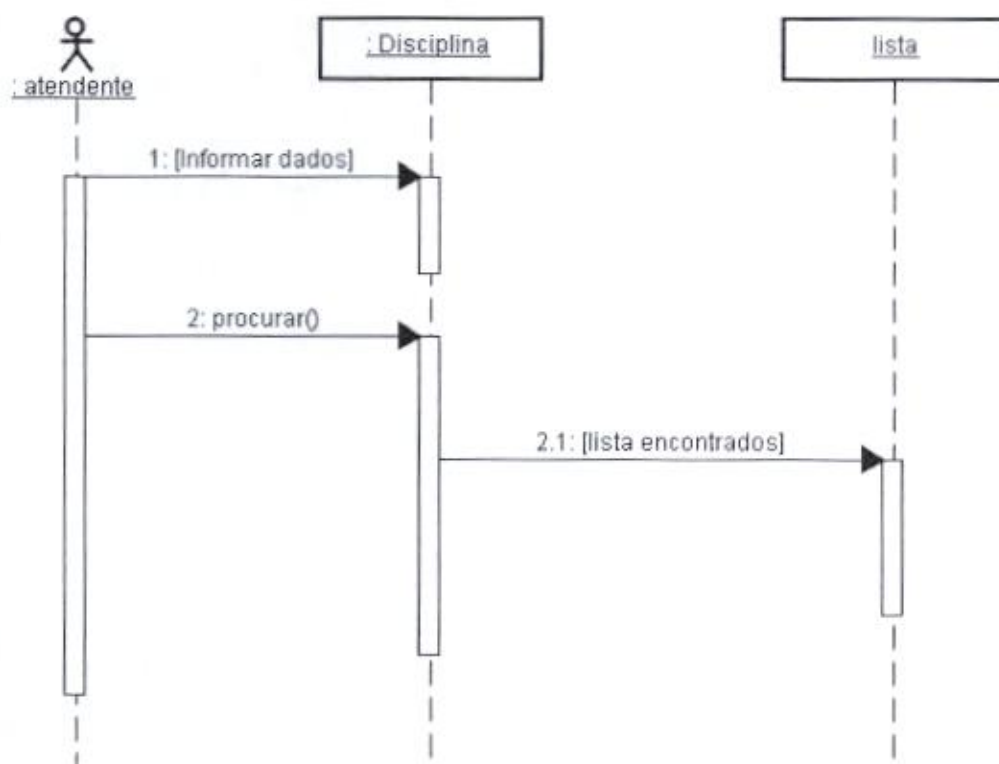 : atendente
: Disciplina
lista
1: [Informar dados]
2: procurar()
2.1: [lista encontrados]